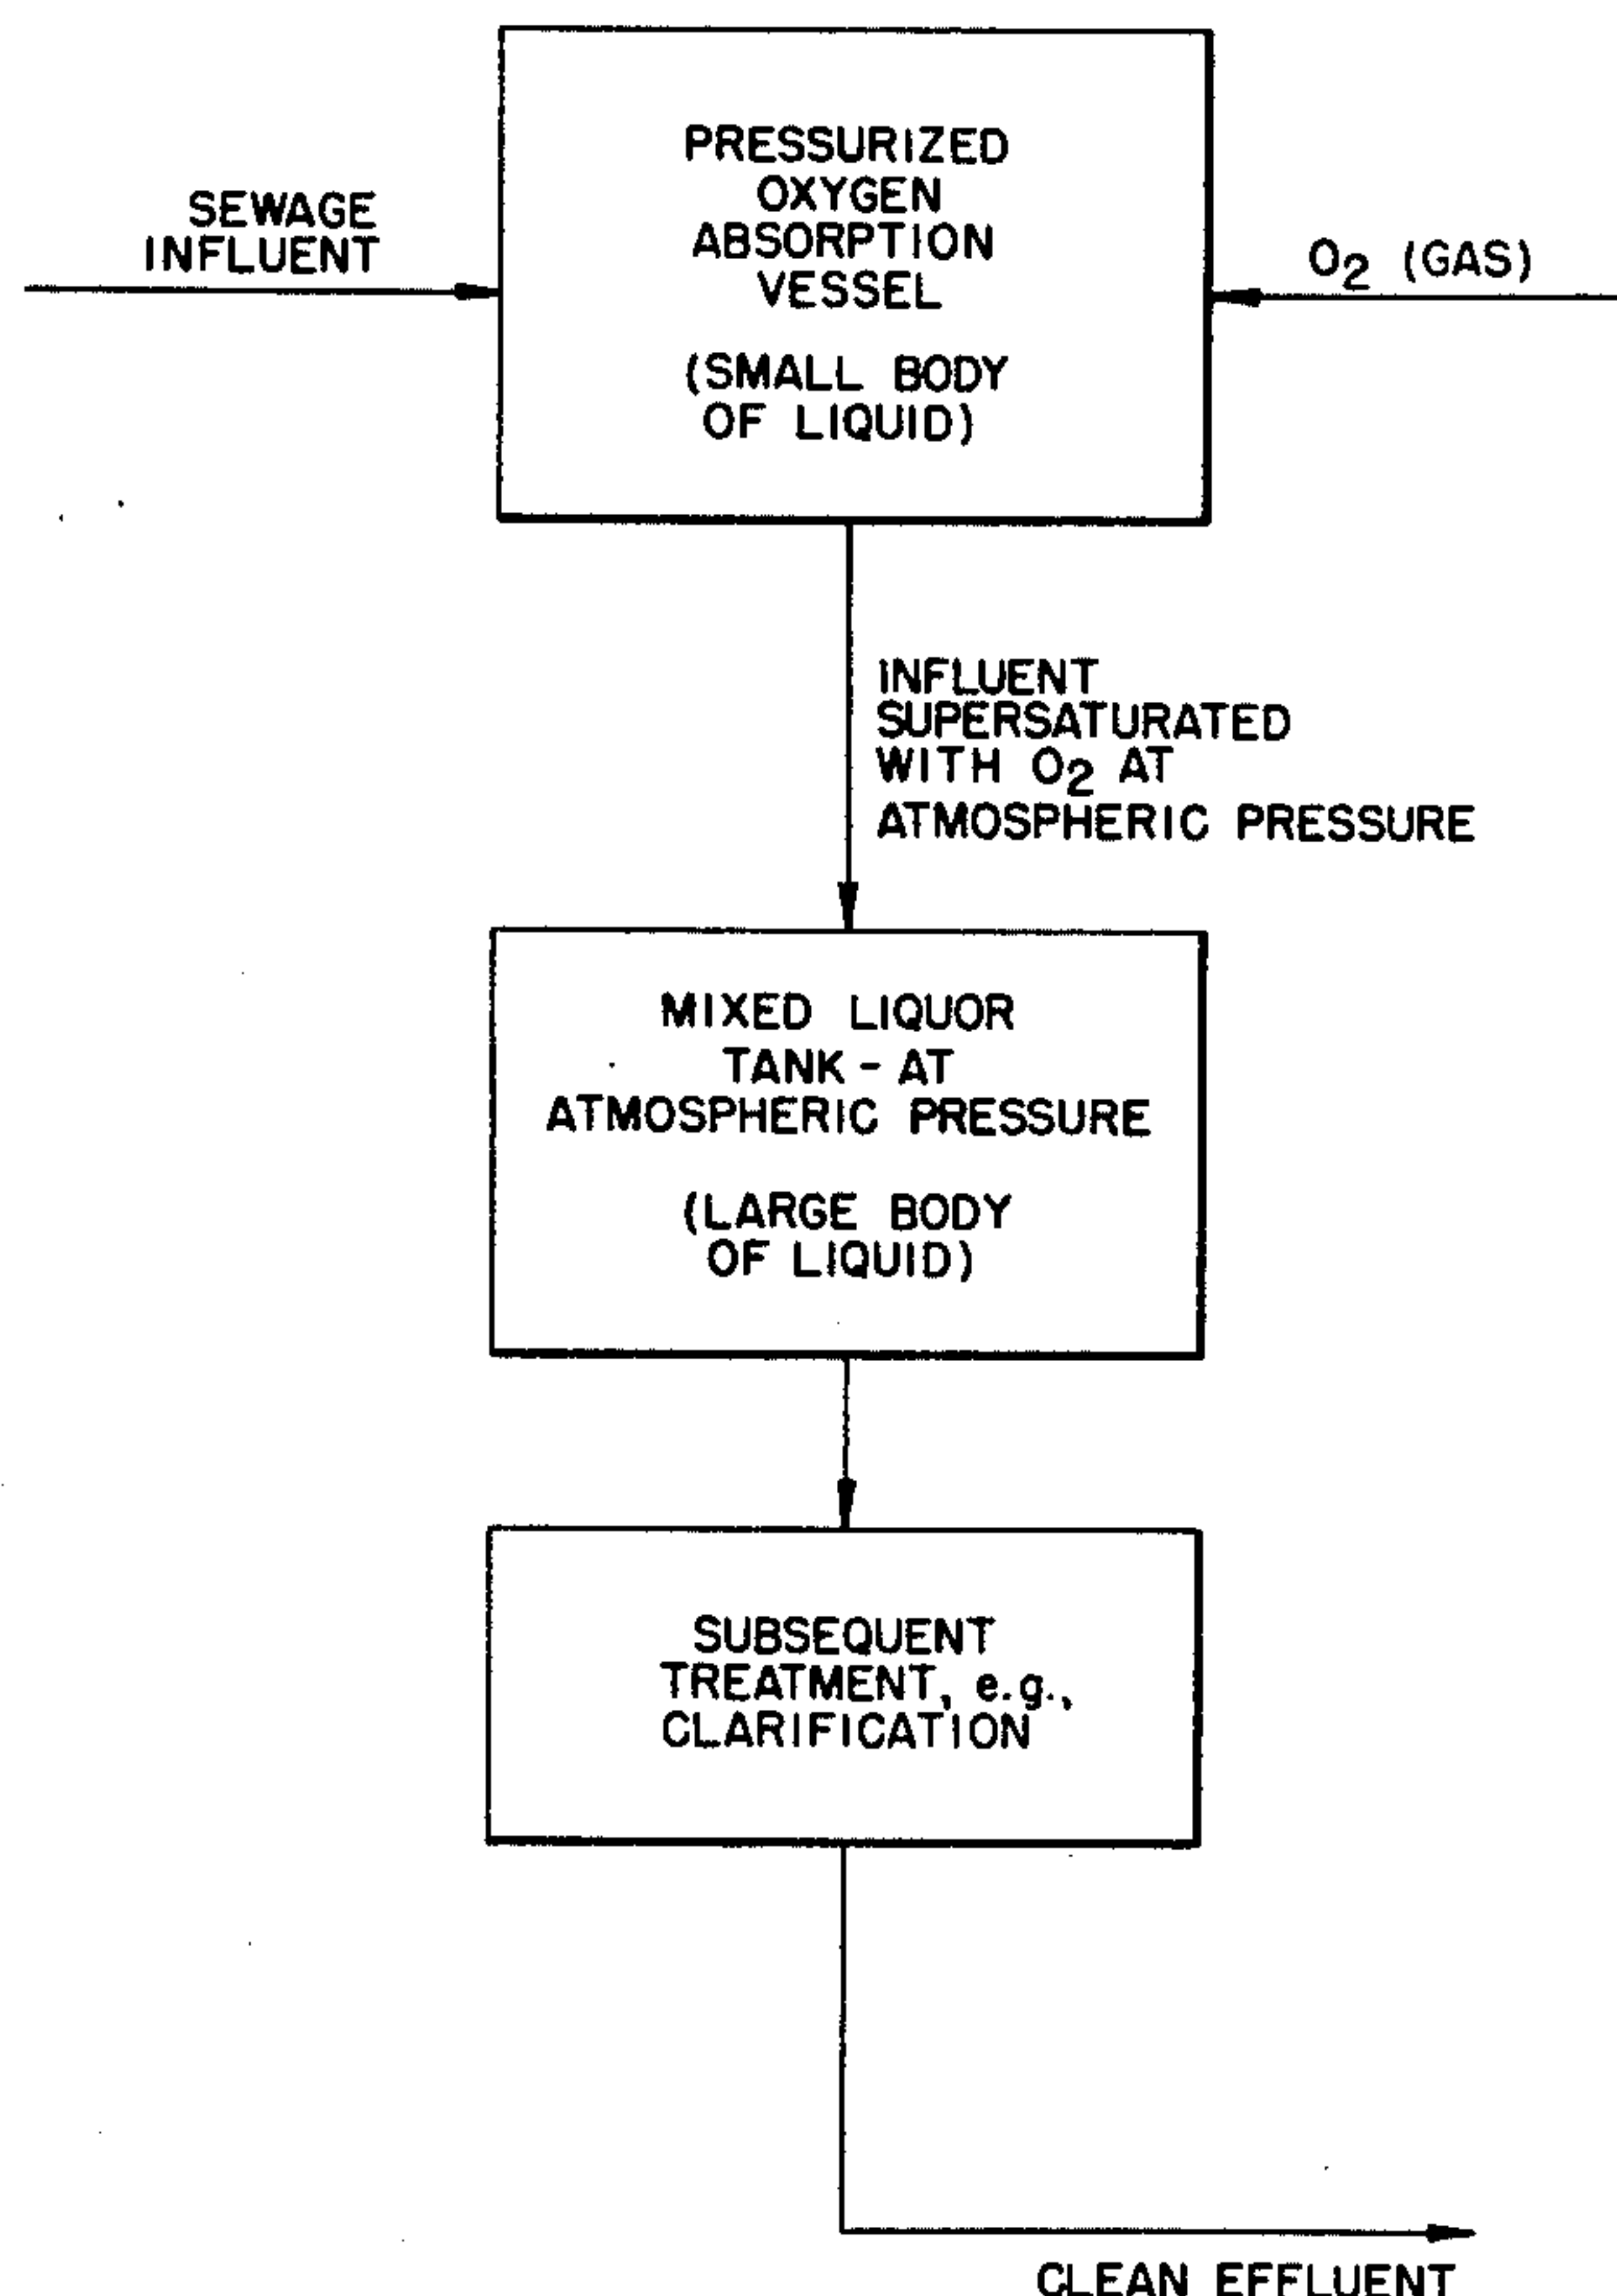 SEWAGE
INFLUENT
PRESSURIZED
OXYGEN
ABSORPTION
VESSEL
(SMALL BODY
OF LIQUID)
O2 (GAS)
INFLUENT
SUPERSATURATED
WITH O2 AT
ATMOSPHERIC PRESSURE
MIXED LIQUOR
TANK - AT
ATMOSPHERIC PRESSURE
(LARGE BODY
OF LIQUID)
SUBSEQUENT
TREATMENT, e.g.,
CLARIFICATION
CLEAN EFFLUENT